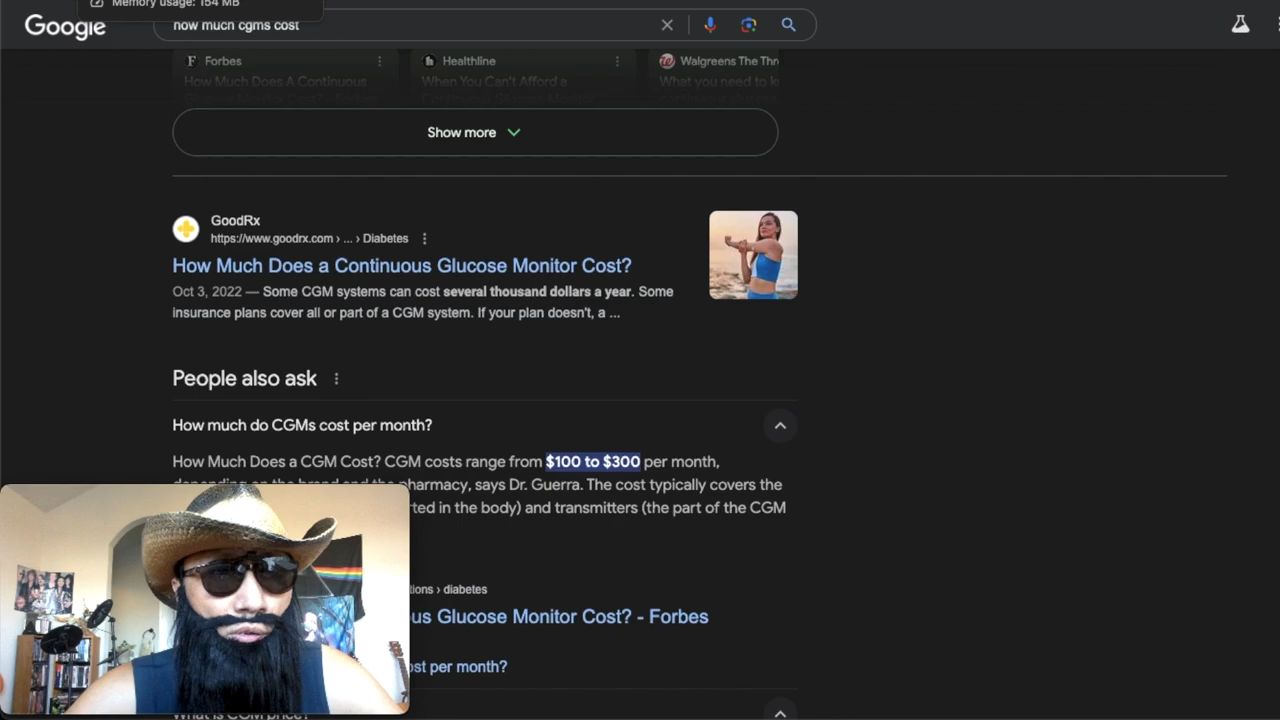 Memory usage: 154 MB
Google
how much cgms cost
Forbes
How Much Does A Continuous
Healthline
When You Can't Afford a
Continuous Glucose Monitor
Walgreens The Thr
What you need to k
Show more
GoodRx
https://www.goodrx.com › ... › Diabetes
How Much Does a Continuous Glucose Monitor Cost?
Oct 3, 2022 — Some CGM systems can cost several thousand dollars a year. Some
insurance plans cover all or part of a CGM system. If your plan doesn't, a ...
People also ask
How much do CGMs cost per month?
How Much Does a CGM Cost? CGM costs range from $100 to $300 per month,
depending on the brand and the pharmacy, says Dr. Guerra. The cost typically covers the
rted in the body) and transmitters (the part of the CGM
tions › diabetes
us Glucose Monitor Cost? - Forbes
ost per month?
What is CGM price?